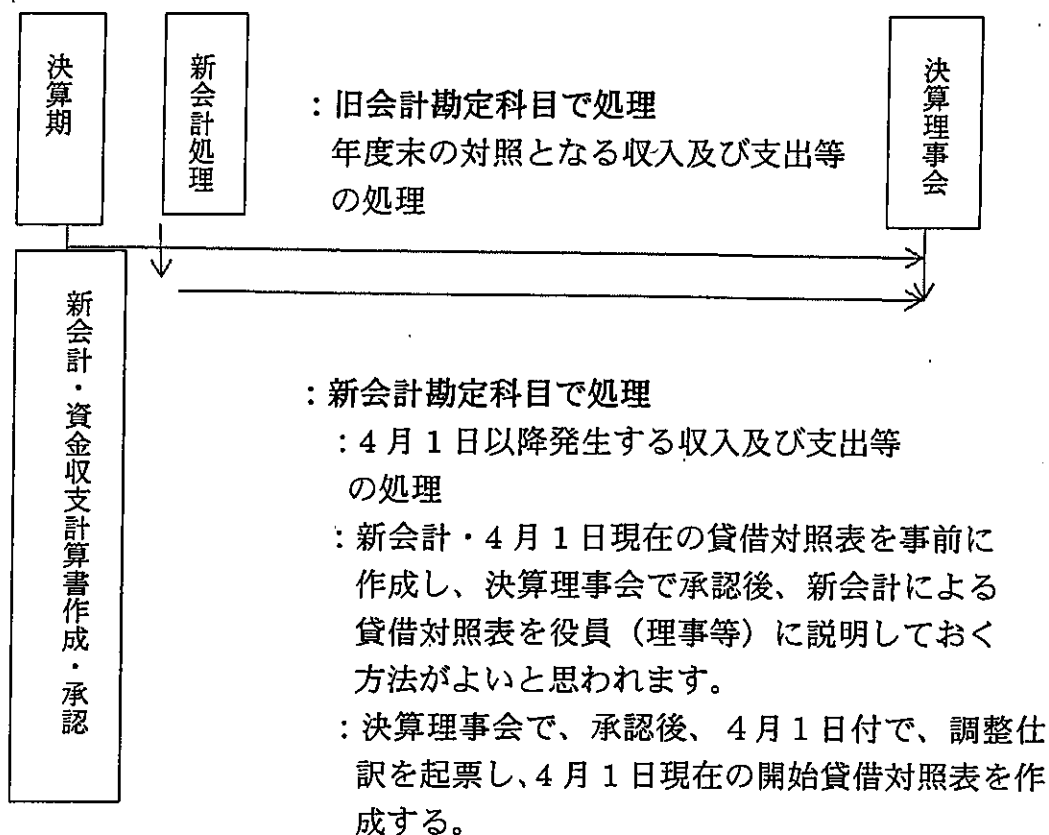 決算期
新会計処理
決算理事会
：旧会計勘定科目で処理
年度末の対照となる収入及び支出等
の処理
新会計・資金収支計算書作成・承認
：新会計勘定科目で処理
：４月１日以降発生する収入及び支出等
の処理
：新会計・４月１日現在の貸借対照表を事前に
作成し、決算理事会で承認後、新会計による
貸借対照表を役員（理事等）に説明しておく
方法がよいと思われます。
：決算理事会で、承認後、４月１日付で、調整仕
訳を起票し、４月１日現在の開始貸借対照表を作
成する。